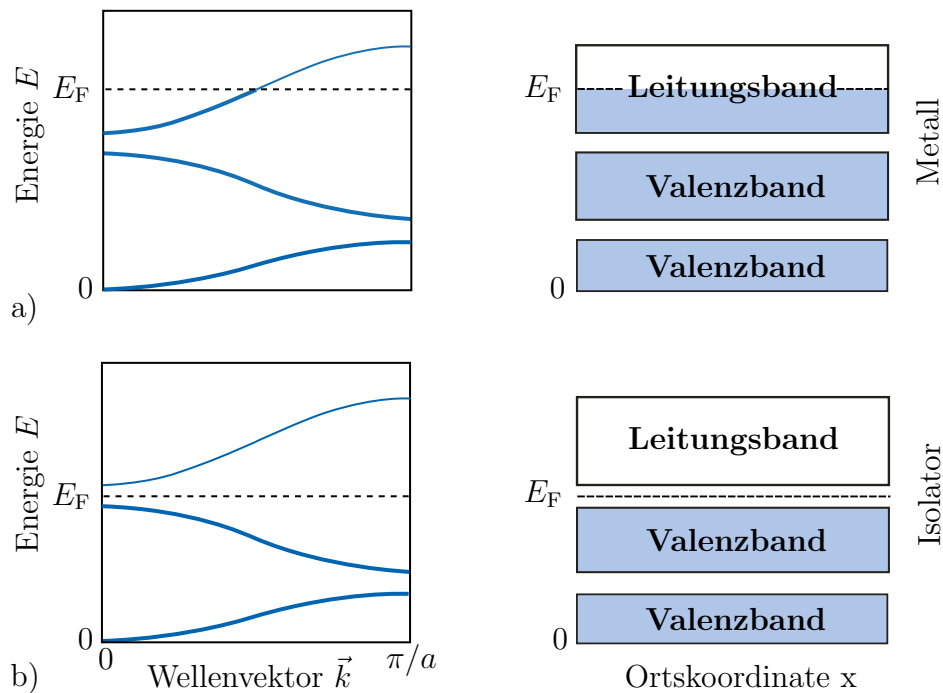 Energie E
E_F
0
a)
E_F
Leitungsband
Valenzband
Valenzband
0
Metall
Energie E
E_F
0
b)
0
Wellenvektor \vec{k}
π/a
E_F
Leitungsband
Valenzband
Valenzband
0
Isolator
Ortskoordinate x